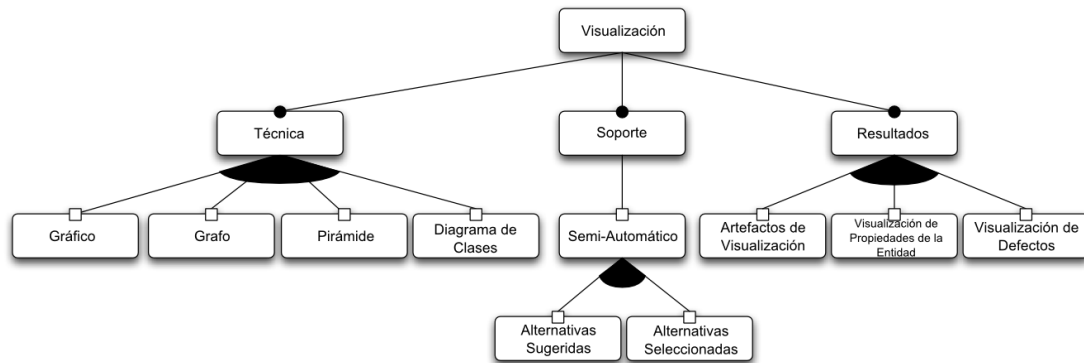 Visualización
Técnica
Soporte
Resultados
Gráfico
Grafo
Pirámide
Diagrama de
Clases
Semi-Automático
Artefactos de
Visualización
Visualización de
Propiedades de la
Entidad
Visualización de
Defectos
Alternativas
Sugeridas
Alternativas
Seleccionadas